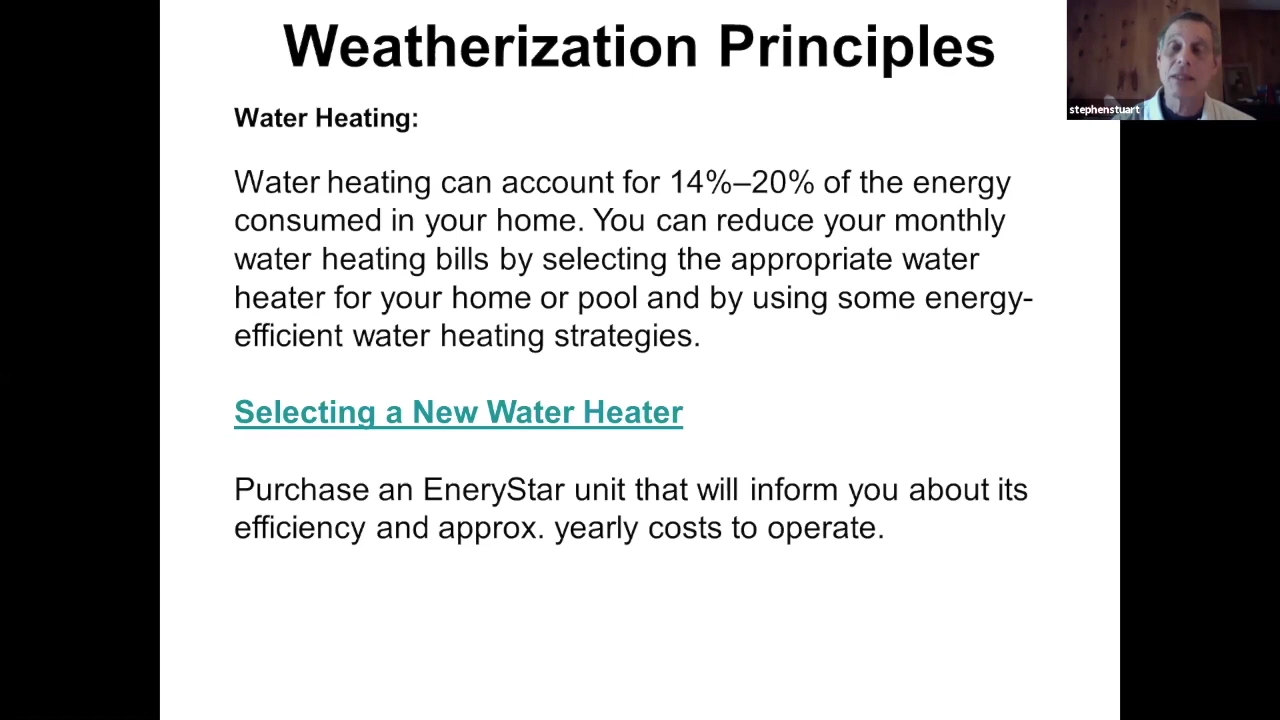 Weatherization Principles
stephenstuart
Water Heating:
Water heating can account for 14%–20% of the energy
consumed in your home. You can reduce your monthly
water heating bills by selecting the appropriate water
heater for your home or pool and by using some energy-
efficient water heating strategies.
Selecting a New Water Heater
Purchase an EneryStar unit that will inform you about its
efficiency and approx. yearly costs to operate.